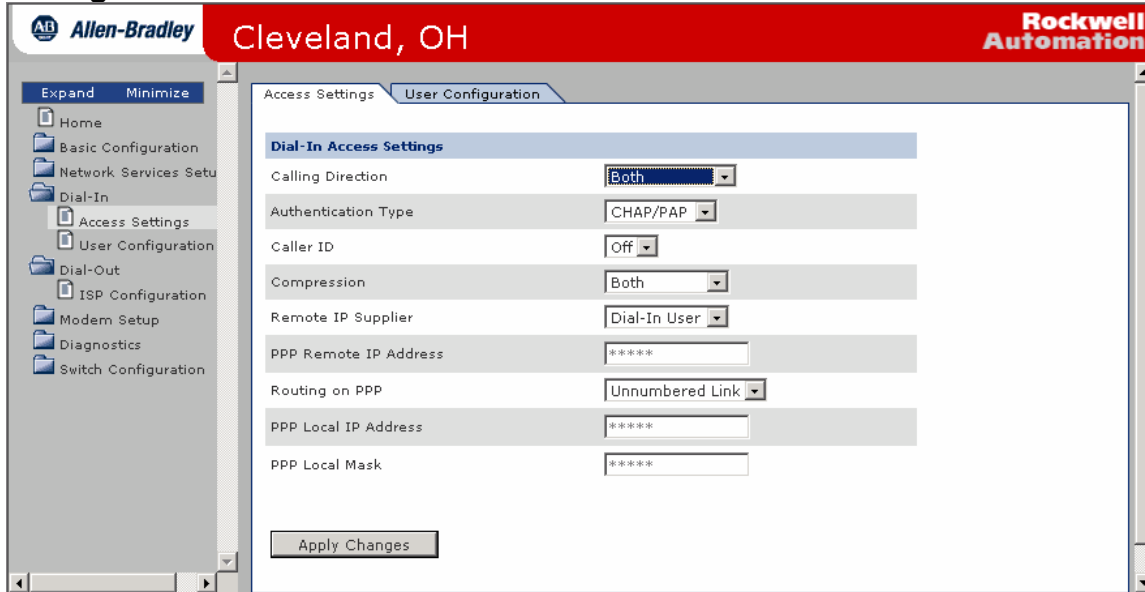 AB Allen-Bradley
Cleveland, OH
Rockwell
Automation
Expand Minimize
Home
Basic Configuration
Network Services Setu
Dial-In
Access Settings
User Configuration
Dial-Out
ISP Configuration
Modem Setup
Diagnostics
Switch Configuration
Access Settings User Configuration
Dial-In Access Settings
Calling Direction Both
Authentication Type CHAP/PAP
Caller ID Off
Compression Both
Remote IP Supplier Dial-In User
PPP Remote IP Address *****
Routing on PPP Unnumbered Link
PPP Local IP Address *****
PPP Local Mask *****
Apply Changes